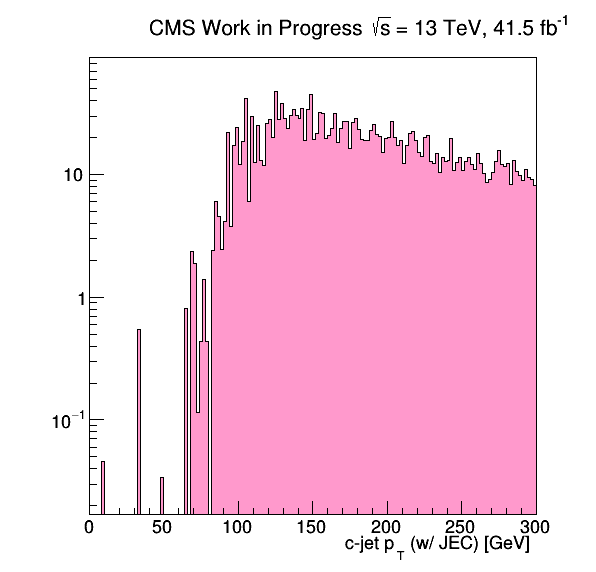 CMS Work in Progress √s = 13 TeV, 41.5 fb⁻¹
10
1
10⁻¹
0 50 100 150 200 250 300
c-jet p_T (w/ JEC) [GeV]